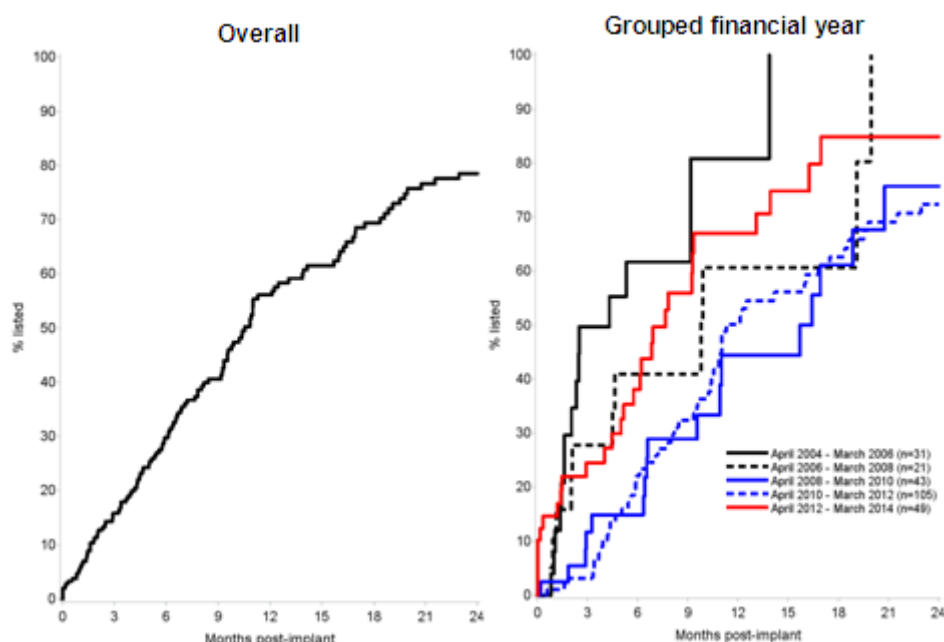 Overall
Grouped financial year
100
90
80
70
60
50
40
30
20
10
0
% listed
0 3 6 9 12 15 18 21 24
Months post-implant
100
90
80
70
60
50
40
30
20
10
0
% listed
April 2004 - March 2006 (n=31)
April 2006 - March 2008 (n=21)
April 2008 - March 2010 (n=43)
April 2010 - March 2012 (n=105)
April 2012 - March 2014 (n=49)
0 3 6 9 12 15 18 21 24
Months post-implant